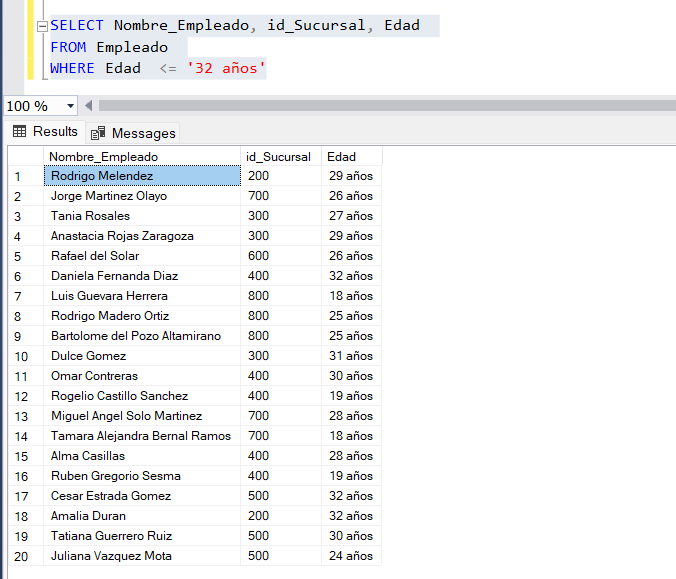 SELECT Nombre_Empleado, id_Sucursal, Edad
FROM Empleado
WHERE Edad  <= '32 años'
100 %
Results Messages
Nombre_Empleado id_Sucursal Edad
1 Rodrigo Melendez 200 29 años
2 Jorge Martinez Olayo 700 26 años
3 Tania Rosales 300 27 años
4 Anastacia Rojas Zaragoza 300 29 años
5 Rafael del Solar 600 26 años
6 Daniela Fernanda Diaz 400 32 años
7 Luis Guevara Herrera 800 18 años
8 Rodrigo Madero Ortiz 800 25 años
9 Bartolome del Pozo Altamirano 800 25 años
10 Dulce Gomez 300 31 años
11 Omar Contreras 400 30 años
12 Rogelio Castillo Sanchez 400 19 años
13 Miguel Angel Solo Martinez 700 28 años
14 Tamara Alejandra Bernal Ramos 700 18 años
15 Alma Casillas 400 28 años
16 Ruben Gregorio Sesma 400 19 años
17 Cesar Estrada Gomez 500 32 años
18 Amalia Duran 200 32 años
19 Tatiana Guerrero Ruiz 500 30 años
20 Juliana Vazquez Mota 500 24 años